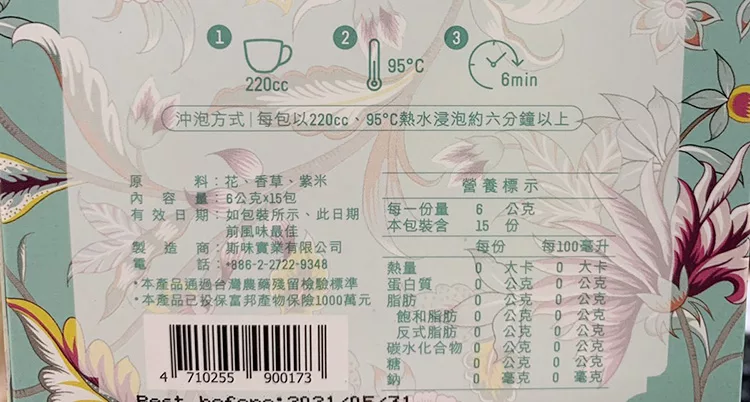 1 2 3
220cc 95°C 6min
沖泡方式|每包以220cc、95°C熱水浸泡約六分鐘以上
原料:花、香草、紫米
內容量:6公克x15包
有效日期:如包裝所示、此日期
前風味最佳
製造商:斯味實業有限公司
電話:+886-2-2722-9348
•本產品通過台灣農藥殘留檢驗標準
•本產品已投保富邦產物保險1000萬元
營養標示
每一份量 6 公克
本包裝含 15 份
每份 每100毫升
熱量 0 大卡 0 大卡
蛋白質 0 公克 0 公克
脂肪 0 公克 0 公克
飽和脂肪 0 公克 0 公克
反式脂肪 0 公克 0 公克
碳水化合物 0 公克 0 公克
糖 0 公克 0 公克
鈉 0 毫克 0 毫克
4 710255 900173
Best before:2021/05/31